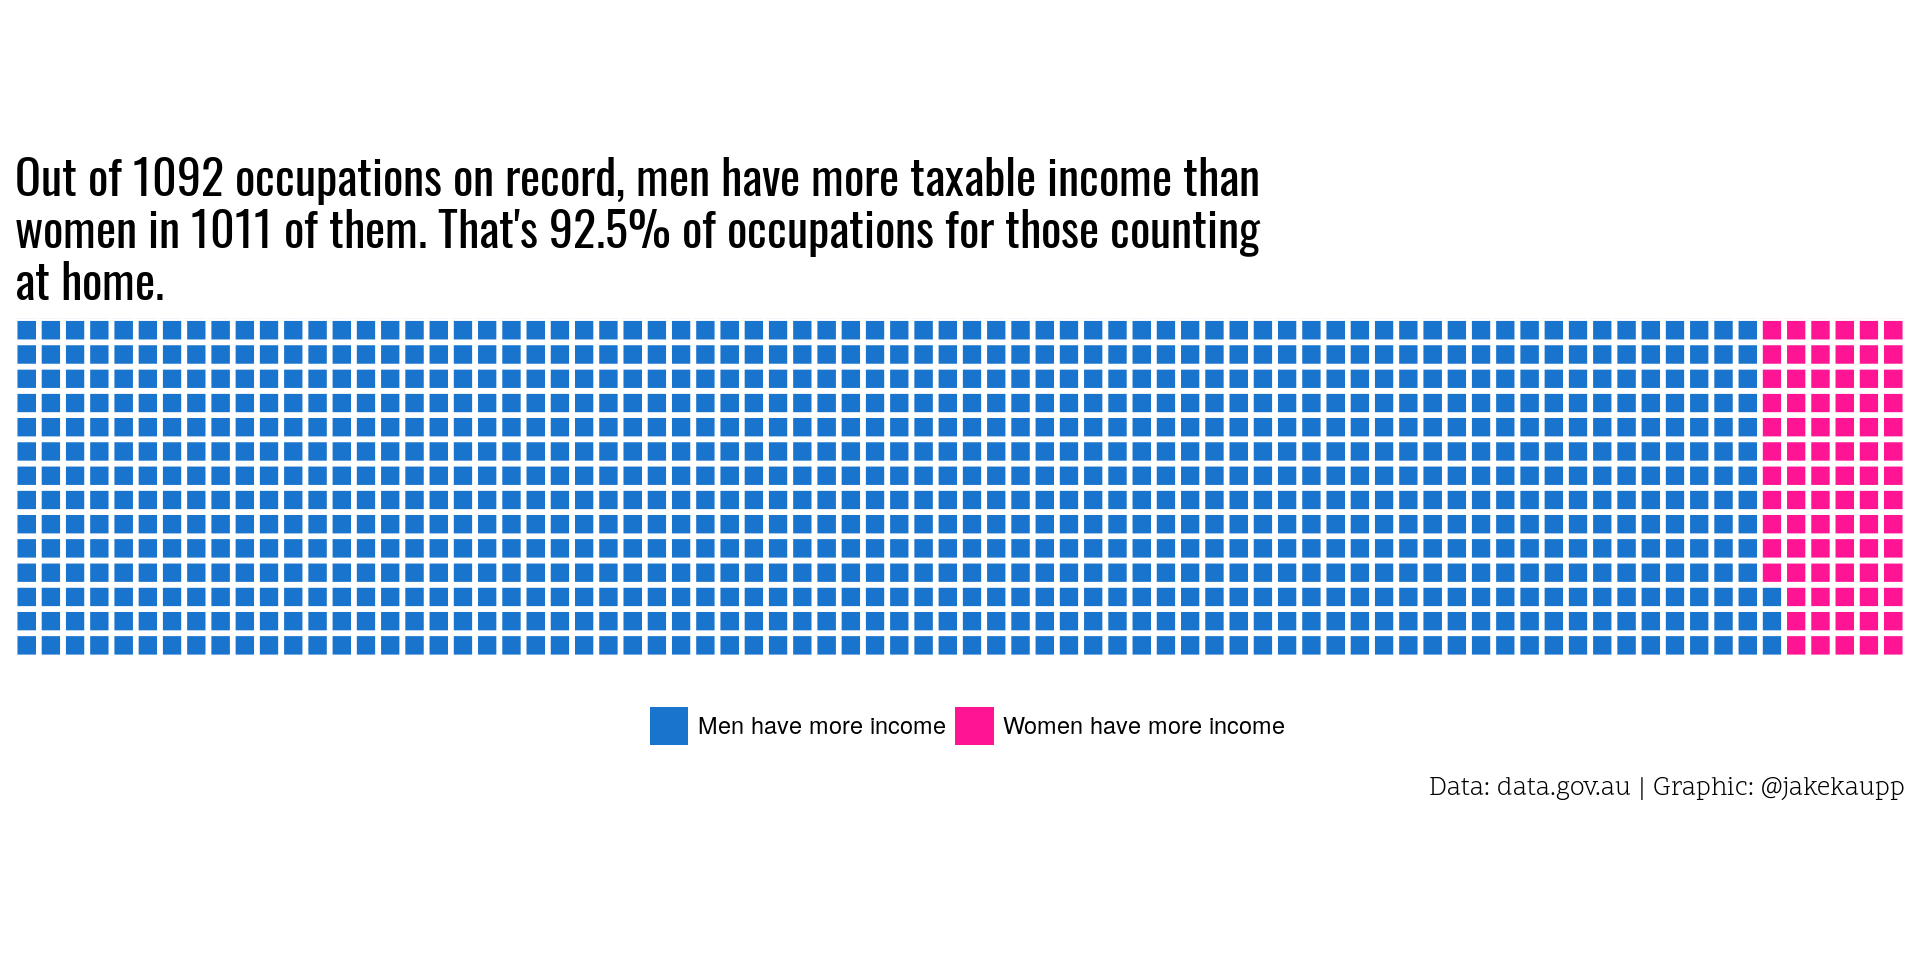 Out of 1092 occupations on record, men have more taxable income than
women in 1011 of them. That's 92.5% of occupations for those counting
at home.
Men have more income
Women have more income
Data: data.gov.au | Graphic: @jakekaupp